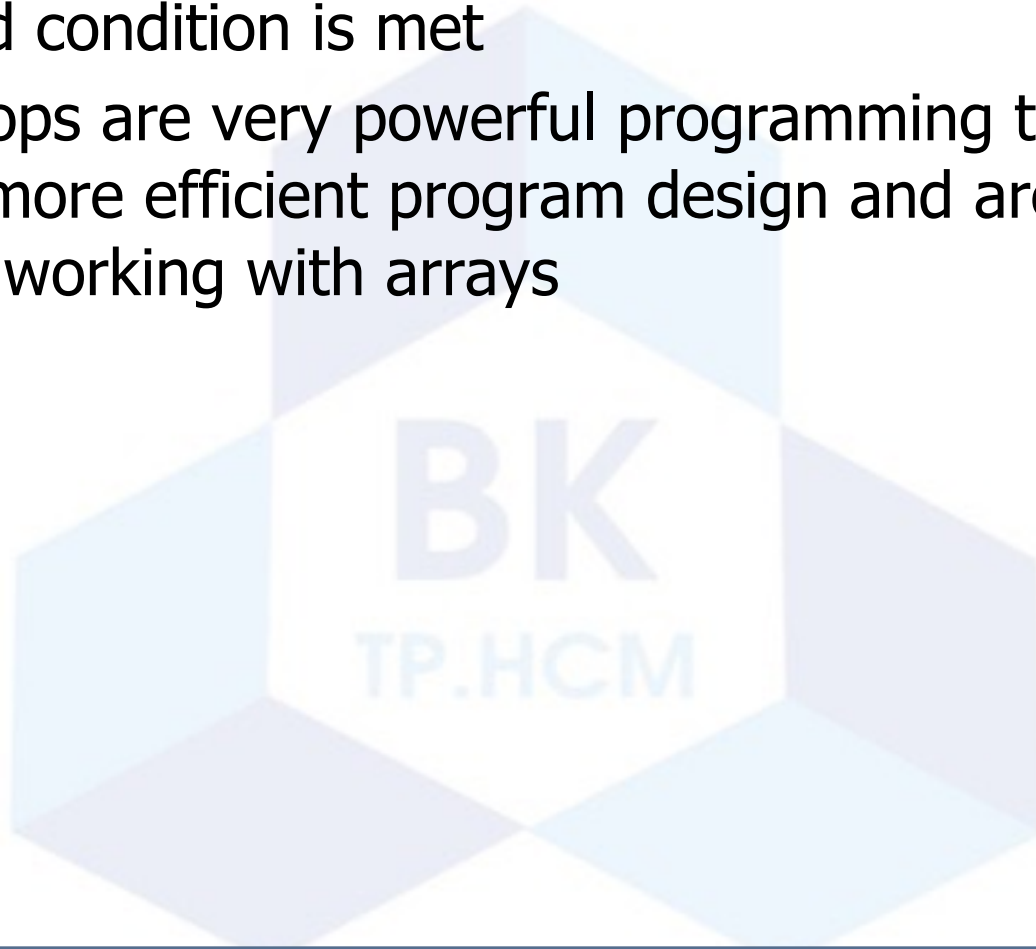 d condition is met
ops are very powerful programming t
more efficient program design and are
working with arrays
BK
TP.HCM